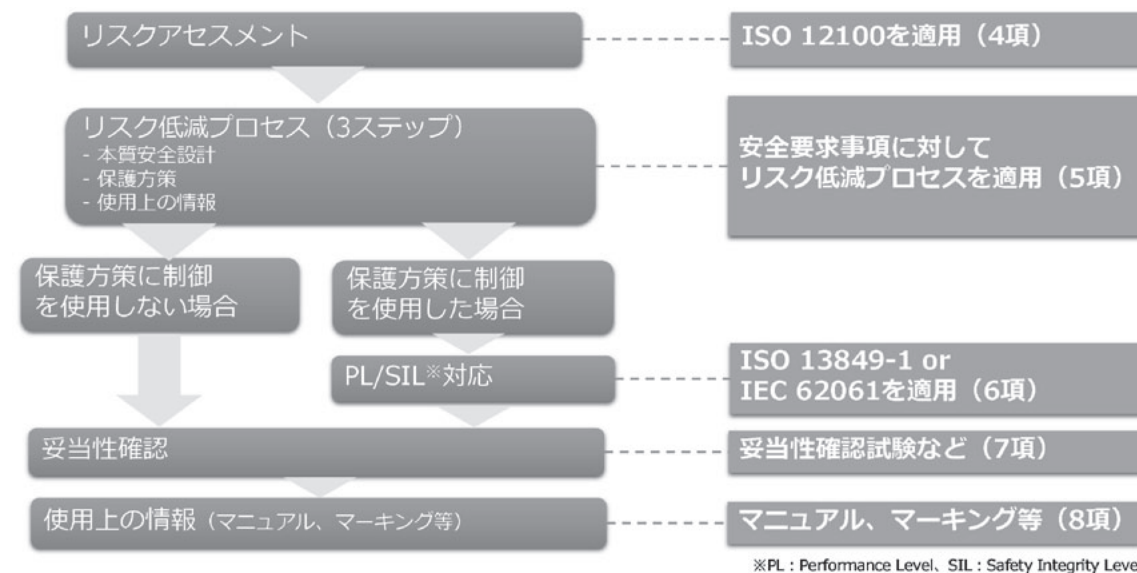 リスクアセスメント
ISO 12100を適用（4項）
リスク低減プロセス（3ステップ）
- 本質安全設計
- 保護方策
- 使用上の情報
安全要求事項に対して
リスク低減プロセスを適用（5項）
保護方策に制御
を使用しない場合
保護方策に制御
を使用した場合
PL/SIL※対応
ISO 13849-1 or
IEC 62061を適用（6項）
妥当性確認
妥当性確認試験など（7項）
使用上の情報（マニュアル、マーキング等）
マニュアル、マーキング等（8項）
※PL : Performance Level、SIL : Safety Integrity Leve